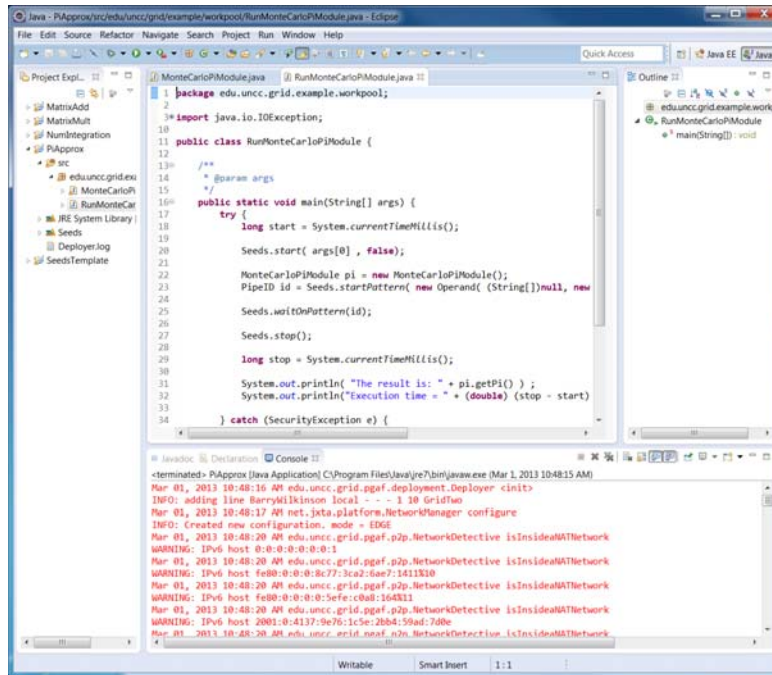 Java - PiApprox/src/edu/uncc/grid/example/workpool/RunMonteCarloPiModule.java - Eclipse
File Edit Source Refactor Navigate Search Project Run Window Help
Quick Access
Java EE
Java
Project Expl...
MatrixAdd
MatrixMult
NumIntegration
PiApprox
src
edu.uncc.grid.exa
MonteCarloPi
RunMonteCar
JRE System Library [
Seeds
Deployer.log
SeedsTemplate
MonteCarloPiModule.java
RunMonteCarloPiModule.java
1 package edu.uncc.grid.example.workpool;
2
3 import java.io.IOException;
10
11 public class RunMonteCarloPiModule {
12
13 /**
14 * @param args
15 */
16 public static void main(String[] args) {
17 try {
18 long start = System.currentTimeMillis();
19
20 Seeds.start( args[0] , false);
21
22 MonteCarloPiModule pi = new MonteCarloPiModule();
23 PipeID id = Seeds.startPattern( new Operand( (String[])null, new
24
25 Seeds.waitOnPattern(id);
26
27 Seeds.stop();
28
29 long stop = System.currentTimeMillis();
30
31 System.out.println( "The result is: " + pi.getPi() ) ;
32 System.out.println("Execution time = " + (double) (stop - start)
33
34 } catch (SecurityException e) {
Outline
edu.uncc.grid.example.work
RunMonteCarloPiModule
main(String[]) : void
Javadoc Declaration Console
<terminated> PiApprox [Java Application] C:\Program Files\Java\jre7\bin\javaw.exe (Mar 1, 2013 10:48:15 AM)
Mar 01, 2013 10:48:16 AM edu.uncc.grid.pgaf.deployment.Deployer <init>
INFO: adding line BarryWilkinson local - - - 1 10 GridTwo
Mar 01, 2013 10:48:17 AM net.jxta.platform.NetworkManager configure
INFO: Created new configuration. mode = EDGE
Mar 01, 2013 10:48:20 AM edu.uncc.grid.pgaf.p2p.NetworkDetective isInsideaNATNetwork
WARNING: IPv6 host 0:0:0:0:0:0:0:1
Mar 01, 2013 10:48:20 AM edu.uncc.grid.pgaf.p2p.NetworkDetective isInsideaNATNetwork
WARNING: IPv6 host fe80:0:0:0:8c77:3ca2:6ae7:1411%10
Mar 01, 2013 10:48:20 AM edu.uncc.grid.pgaf.p2p.NetworkDetective isInsideaNATNetwork
WARNING: IPv6 host fe80:0:0:0:0:5efe:c0a8:164%11
Mar 01, 2013 10:48:20 AM edu.uncc.grid.pgaf.p2p.NetworkDetective isInsideaNATNetwork
WARNING: IPv6 host 2001:0:4137:9e76:1c5e:2bb4:59ad:7d0e
Mar 01, 2013 10:48:20 AM edu.uncc.grid.pgaf.p2p.NetworkDetective isInsideaNATNetwork
Writable
Smart Insert
1 : 1